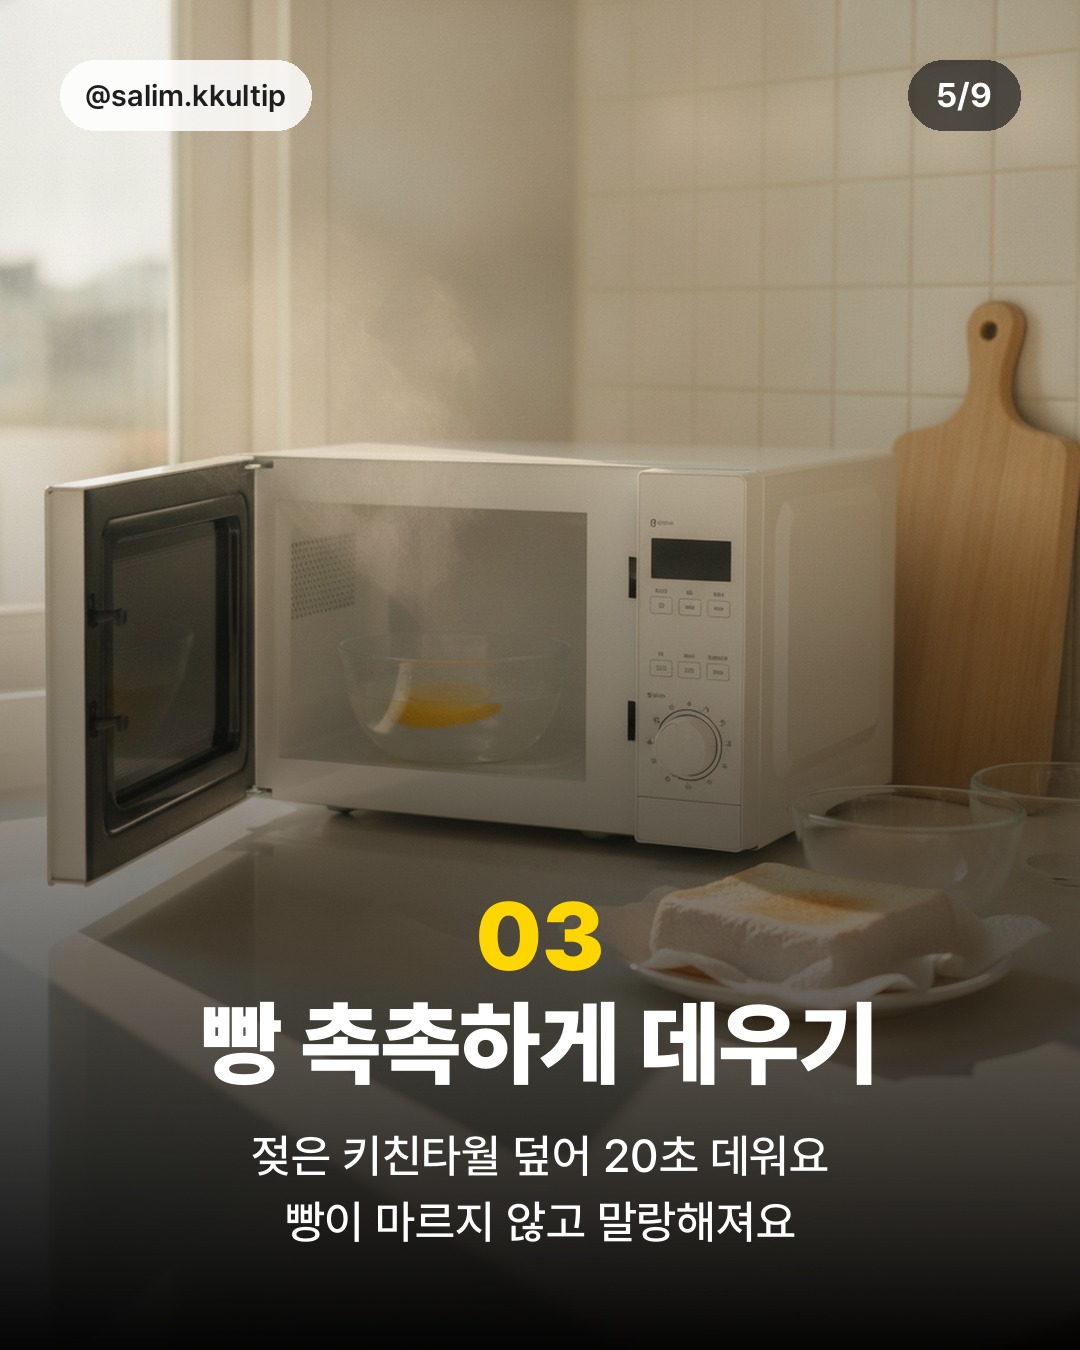 @salim.kkultip
5/9
03
빵 촉촉하게 데우기
젖은 키친타월 덮어 20초 데워요
빵이 마르지 않고 말랑해져요